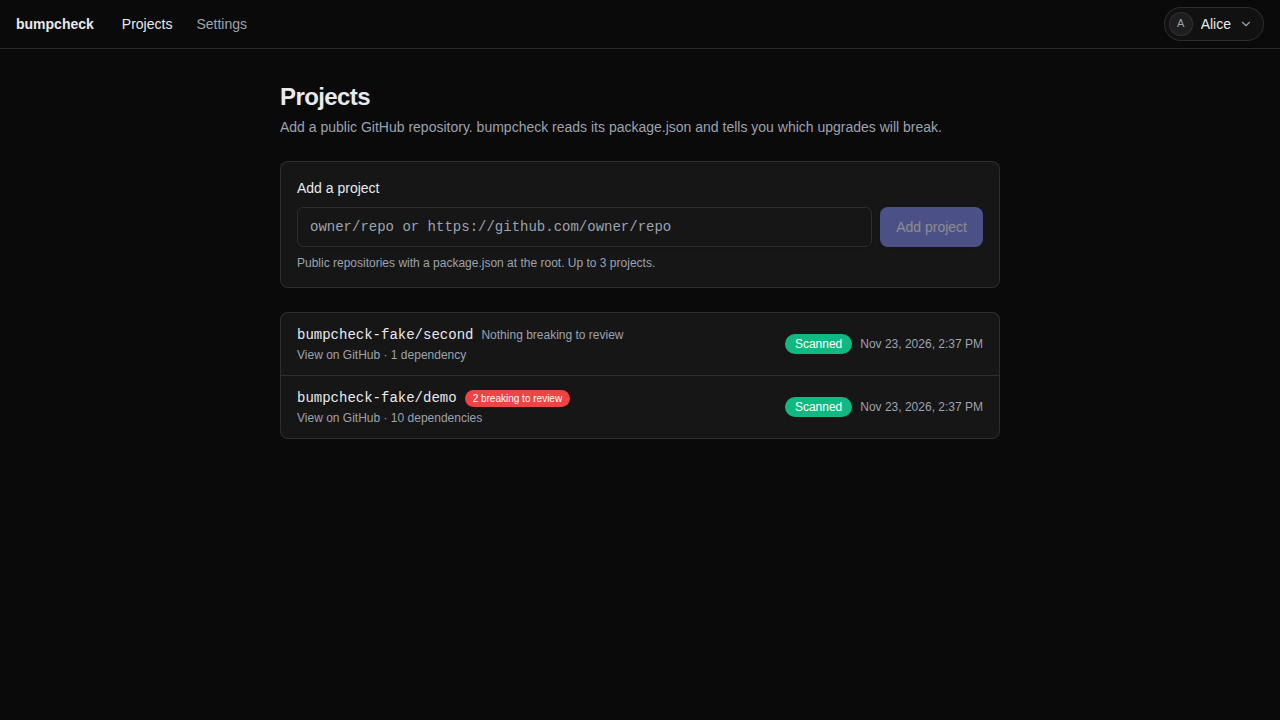 bumpcheck Projects Settings A Alice
Projects
Add a public GitHub repository. bumpcheck reads its package.json and tells you which upgrades will break.
Add a project
owner/repo or https://github.com/owner/repo Add project
Public repositories with a package.json at the root. Up to 3 projects.
bumpcheck-fake/second Nothing breaking to review
View on GitHub · 1 dependency
Scanned Nov 23, 2026, 2:37 PM
bumpcheck-fake/demo 2 breaking to review
View on GitHub · 10 dependencies
Scanned Nov 23, 2026, 2:37 PM